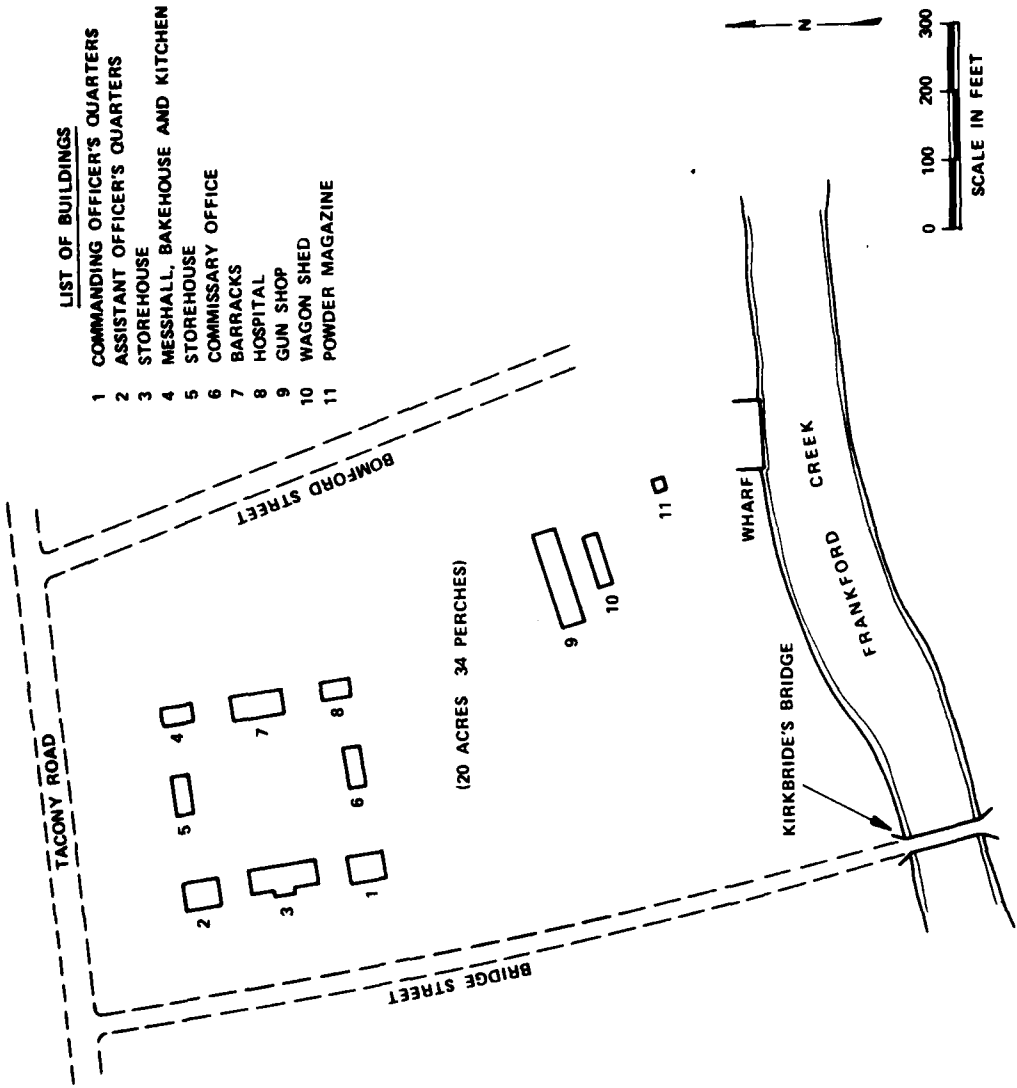 LIST OF BUILDINGS
1 COMMANDING OFFICER'S QUARTERS
2 ASSISTANT OFFICER'S QUARTERS
3 STOREHOUSE
4 MESSHALL, BAKEHOUSE AND KITCHEN
5 STOREHOUSE
6 COMMISSARY OFFICE
7 BARRACKS
8 HOSPITAL
9 GUN SHOP
10 WAGON SHED
11 POWDER MAGAZINE
TACONY ROAD
BOMFORD STREET
BRIDGE STREET
2
5
4
3
7
1
6
8
(20 ACRES 34 PERCHES)
9
10
11
WHARF
KIRKBRIDE'S BRIDGE
FRANKFORD CREEK
N
0 100 200 300
SCALE IN FEET